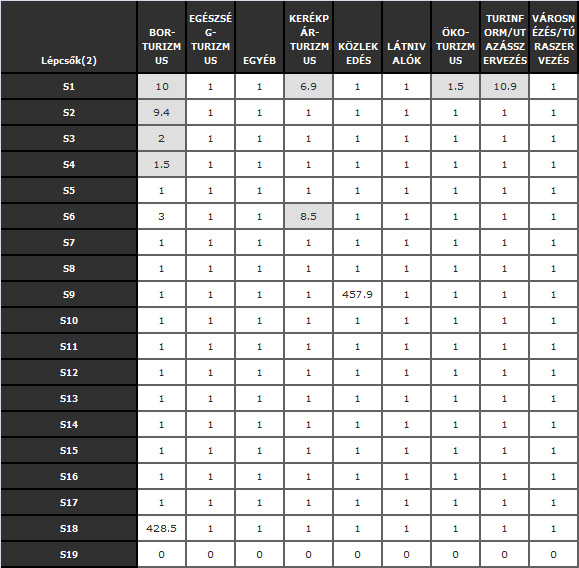 Lépcsők(2) BOR-TURIZMUS EGÉSZSÉG-TURIZMUS EGYÉB KERÉKPÁR-TURIZMUS KÖZLEKEDÉS LÁTNIVALÓK ÖKO-TURIZMUS TURINFORM/UTAZÁSSZERVEZÉS VÁROSNÉZÉS/TÚRASZERVEZÉS
S1 10 1 1 6.9 1 1 1.5 10.9 1
S2 9.4 1 1 1 1 1 1 1 1
S3 2 1 1 1 1 1 1 1 1
S4 1.5 1 1 1 1 1 1 1 1
S5 1 1 1 1 1 1 1 1 1
S6 3 1 1 8.5 1 1 1 1 1
S7 1 1 1 1 1 1 1 1 1
S8 1 1 1 1 1 1 1 1 1
S9 1 1 1 1 457.9 1 1 1 1
S10 1 1 1 1 1 1 1 1 1
S11 1 1 1 1 1 1 1 1 1
S12 1 1 1 1 1 1 1 1 1
S13 1 1 1 1 1 1 1 1 1
S14 1 1 1 1 1 1 1 1 1
S15 1 1 1 1 1 1 1 1 1
S16 1 1 1 1 1 1 1 1 1
S17 1 1 1 1 1 1 1 1 1
S18 428.5 1 1 1 1 1 1 1 1
S19 0 0 0 0 0 0 0 0 0